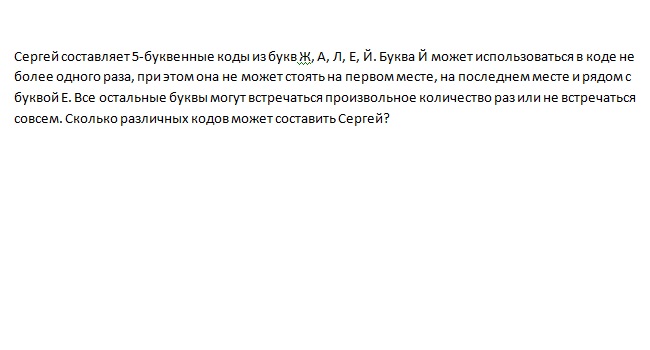 Сергей составляет 5-буквенные коды из букв Ж, А, Л, Е, Й. Буква Й может использоваться в коде не
более одного раза, при этом она не может стоять на первом месте, на последнем месте и рядом с
буквой Е. Все остальные буквы могут встречаться произвольное количество раз или не встречаться
совсем. Сколько различных кодов может составить Сергей?